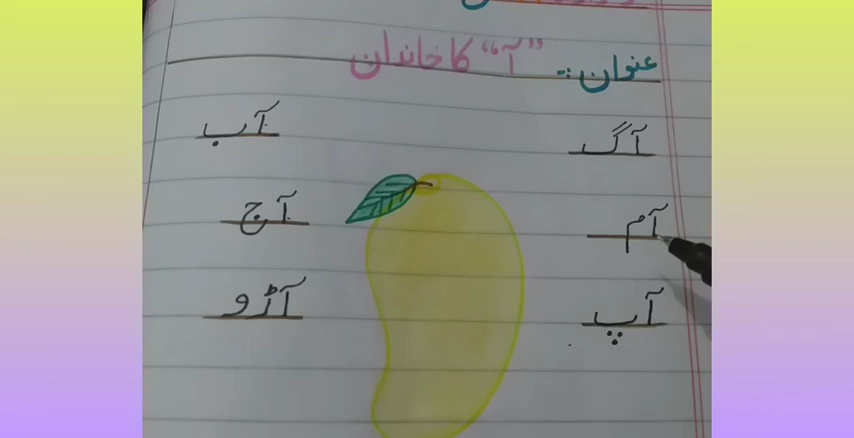 عنوان:- "آ" کا خاندان
آگ آب
آم آج
آپ آڑو